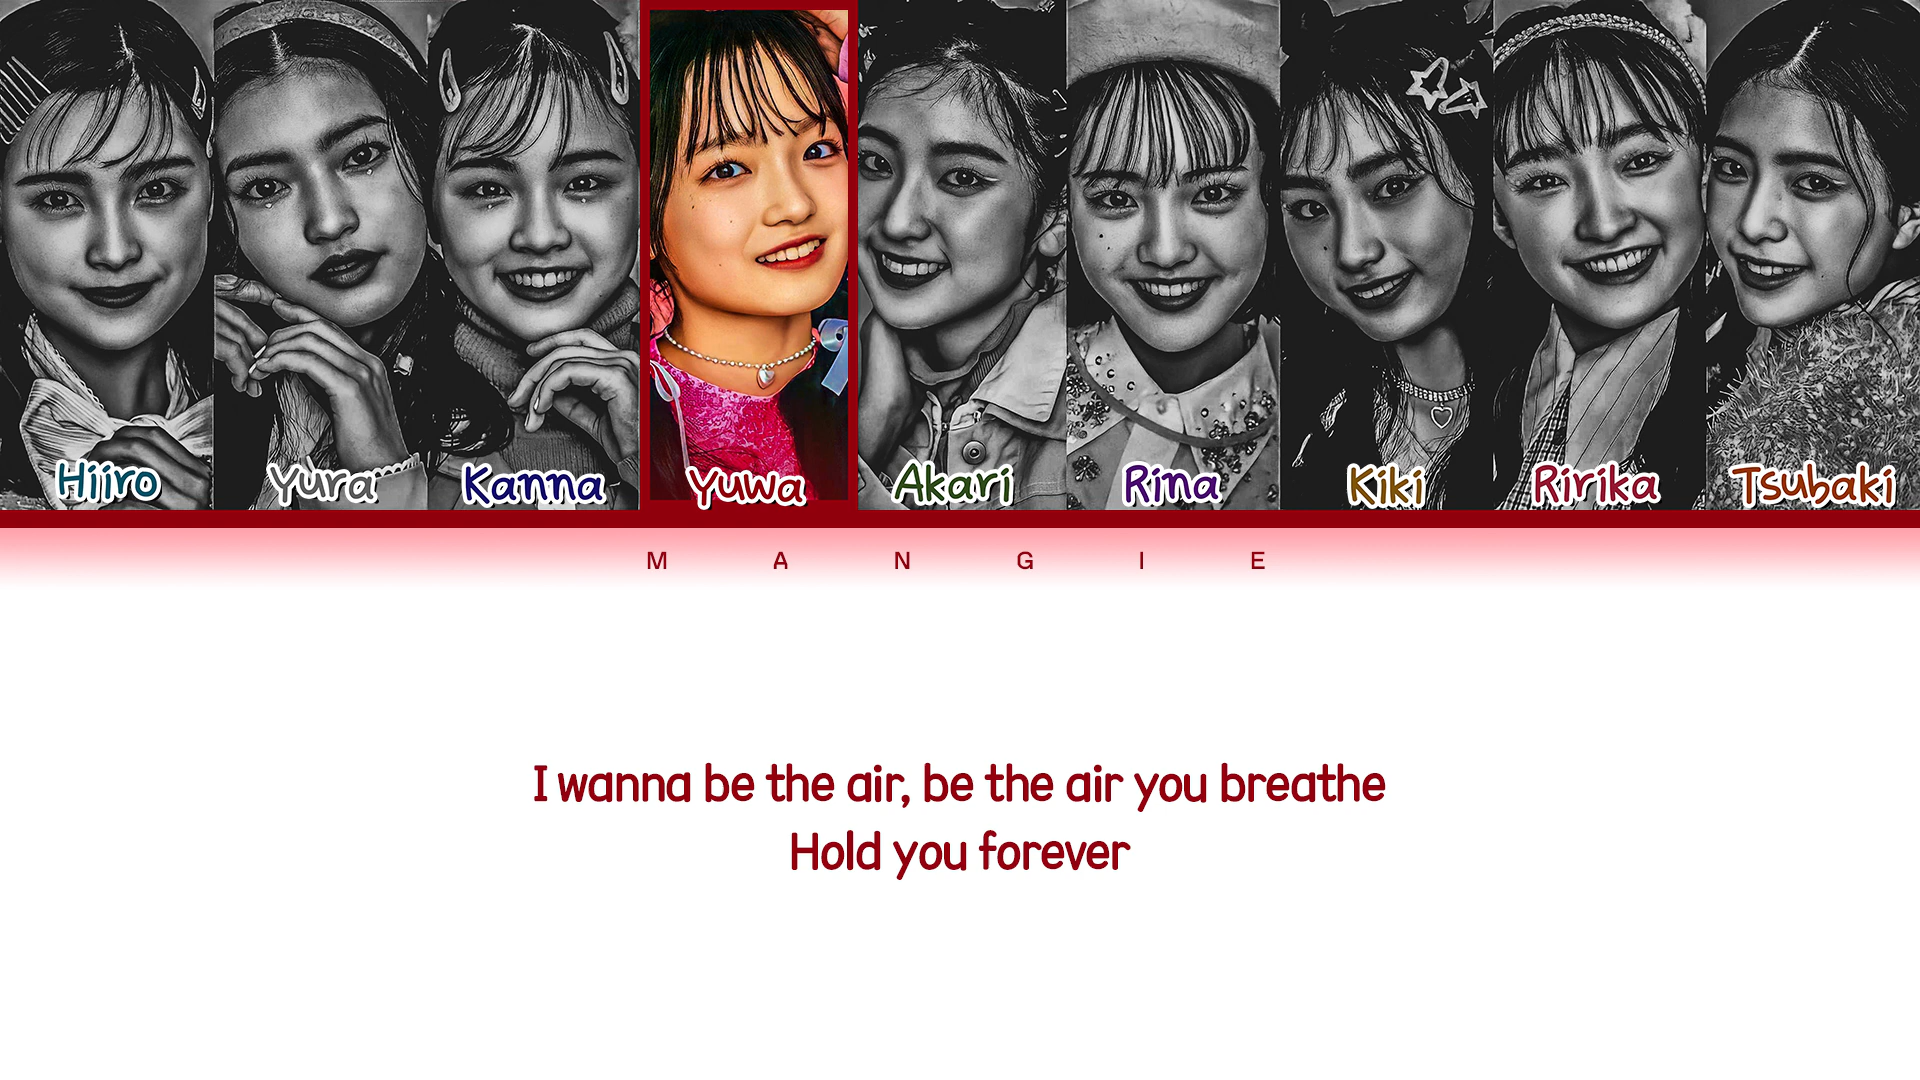 Hiiro Yura Kanna Yuwa Akari Rina Kiki Ririka Tsubaki
M A N G I E
I wanna be the air, be the air you breathe
Hold you forever